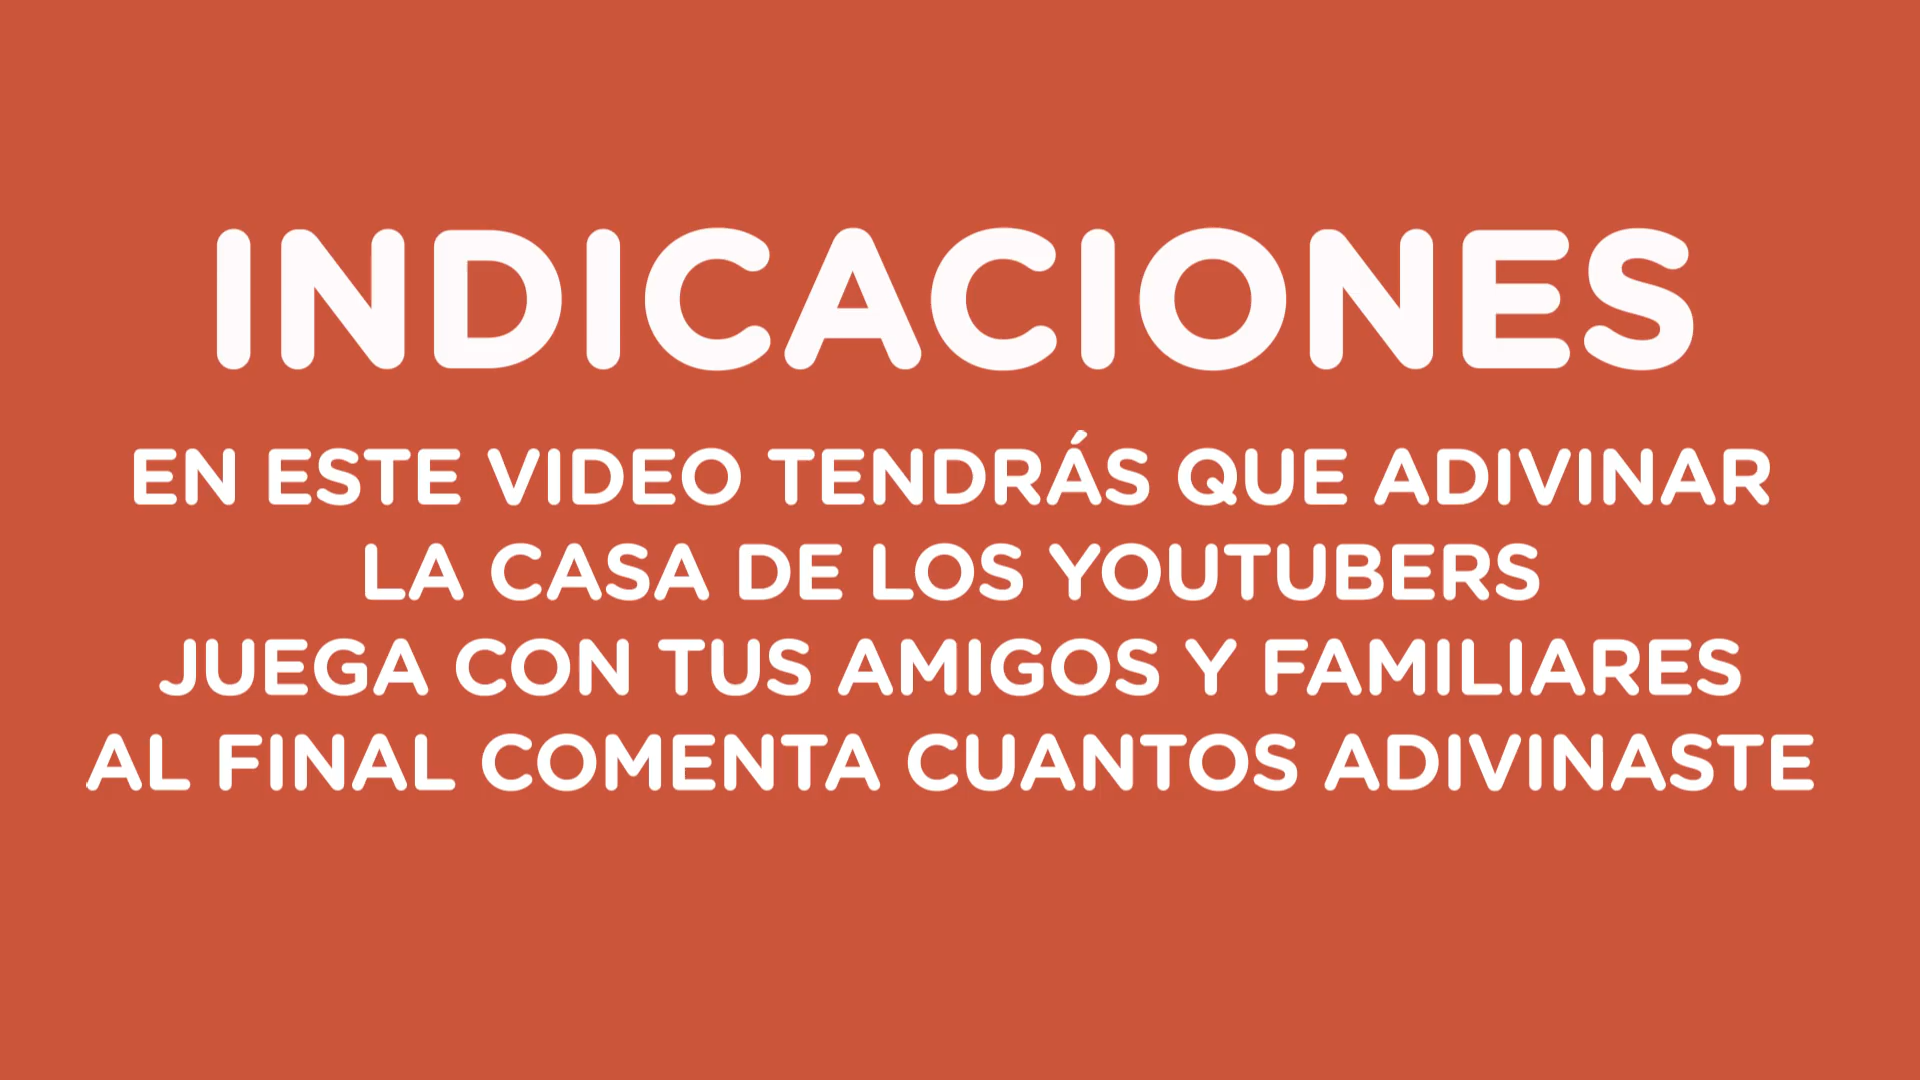 INDICACIONES
EN ESTE VIDEO TENDRÁS QUE ADIVINAR
LA CASA DE LOS YOUTUBERS
JUEGA CON TUS AMIGOS Y FAMILIARES
AL FINAL COMENTA CUANTOS ADIVINASTE